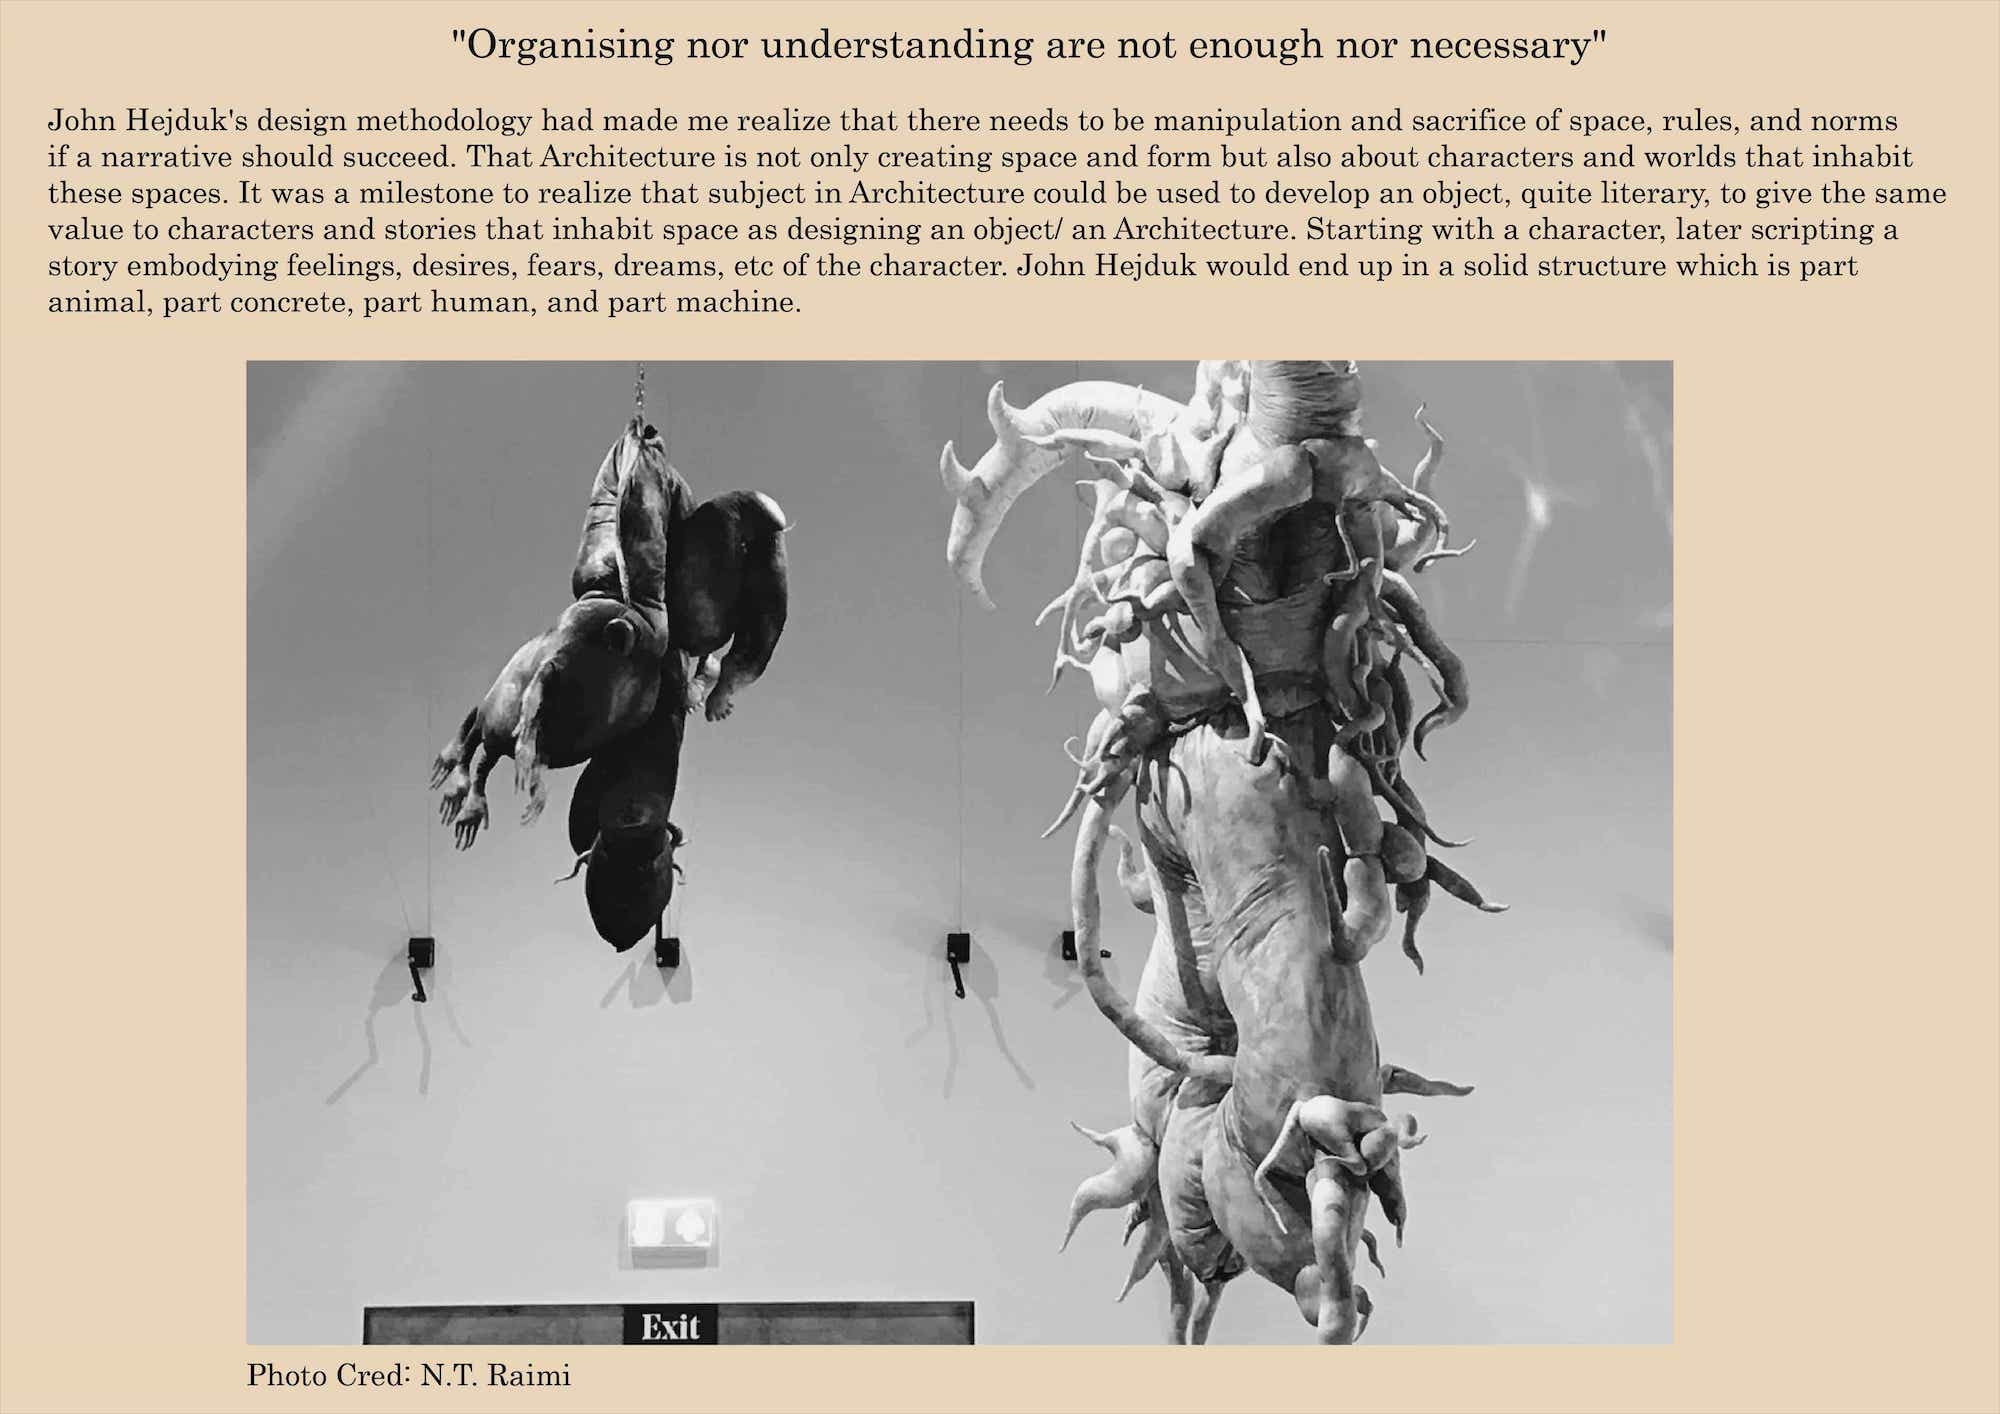 "Organising nor understanding are not enough nor necessary"
John Hejduk's design methodology had made me realize that there needs to be manipulation and sacrifice of space, rules, and norms
if a narrative should succeed. That Architecture is not only creating space and form but also about characters and worlds that inhabit
these spaces. It was a milestone to realize that subject in Architecture could be used to develop an object, quite literary, to give the same
value to characters and stories that inhabit space as designing an object/ an Architecture. Starting with a character, later scripting a
story embodying feelings, desires, fears, dreams, etc of the character. John Hejduk would end up in a solid structure which is part
animal, part concrete, part human, and part machine.
Exit
Photo Cred: N.T. Raimi